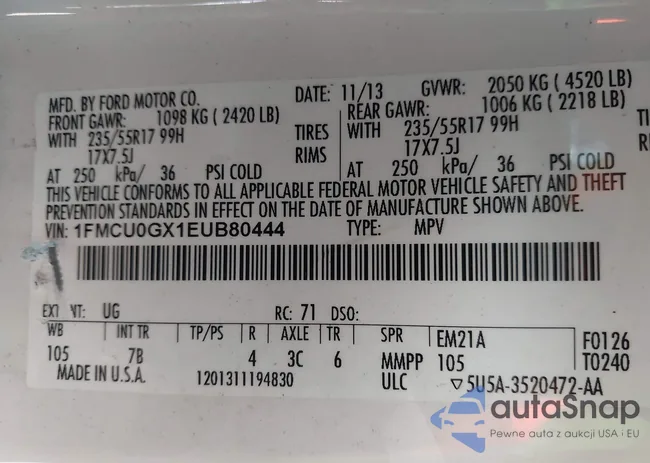 MFD. BY FORD MOTOR CO. DATE: 11/13 GVWR: 2050 KG (4520 LB)
FRONT GAWR: 1098 KG (2420 LB) REAR GAWR: 1006 KG (2218 LB)
WITH 235/55R17 99H TIRES WITH 235/55R17 99H TI
17X7.5J RIMS 17X7.5J RI
AT 250 kPa/ 36 PSI COLD AT 250 kPa/ 36 PSI COLD
THIS VEHICLE CONFORMS TO ALL APPLICABLE FEDERAL MOTOR VEHICLE SAFETY AND THEFT
PREVENTION STANDARDS IN EFFECT ON THE DATE OF MANUFACTURE SHOWN ABOVE.
VIN: 1FMCU0GX1EUB80444 TYPE: MPV
EXT NT: UG RC: 71 DSO:
WB INT TR TP/PS R AXLE TR SPR EM21A F0126
105 7B 4 3C 6 MMPP 105 T0240
MADE IN U.S.A. 1201311194830 ULC ▽5U5A-3520472-AA
autaSnap
Pewne auta z aukcji USA i EU